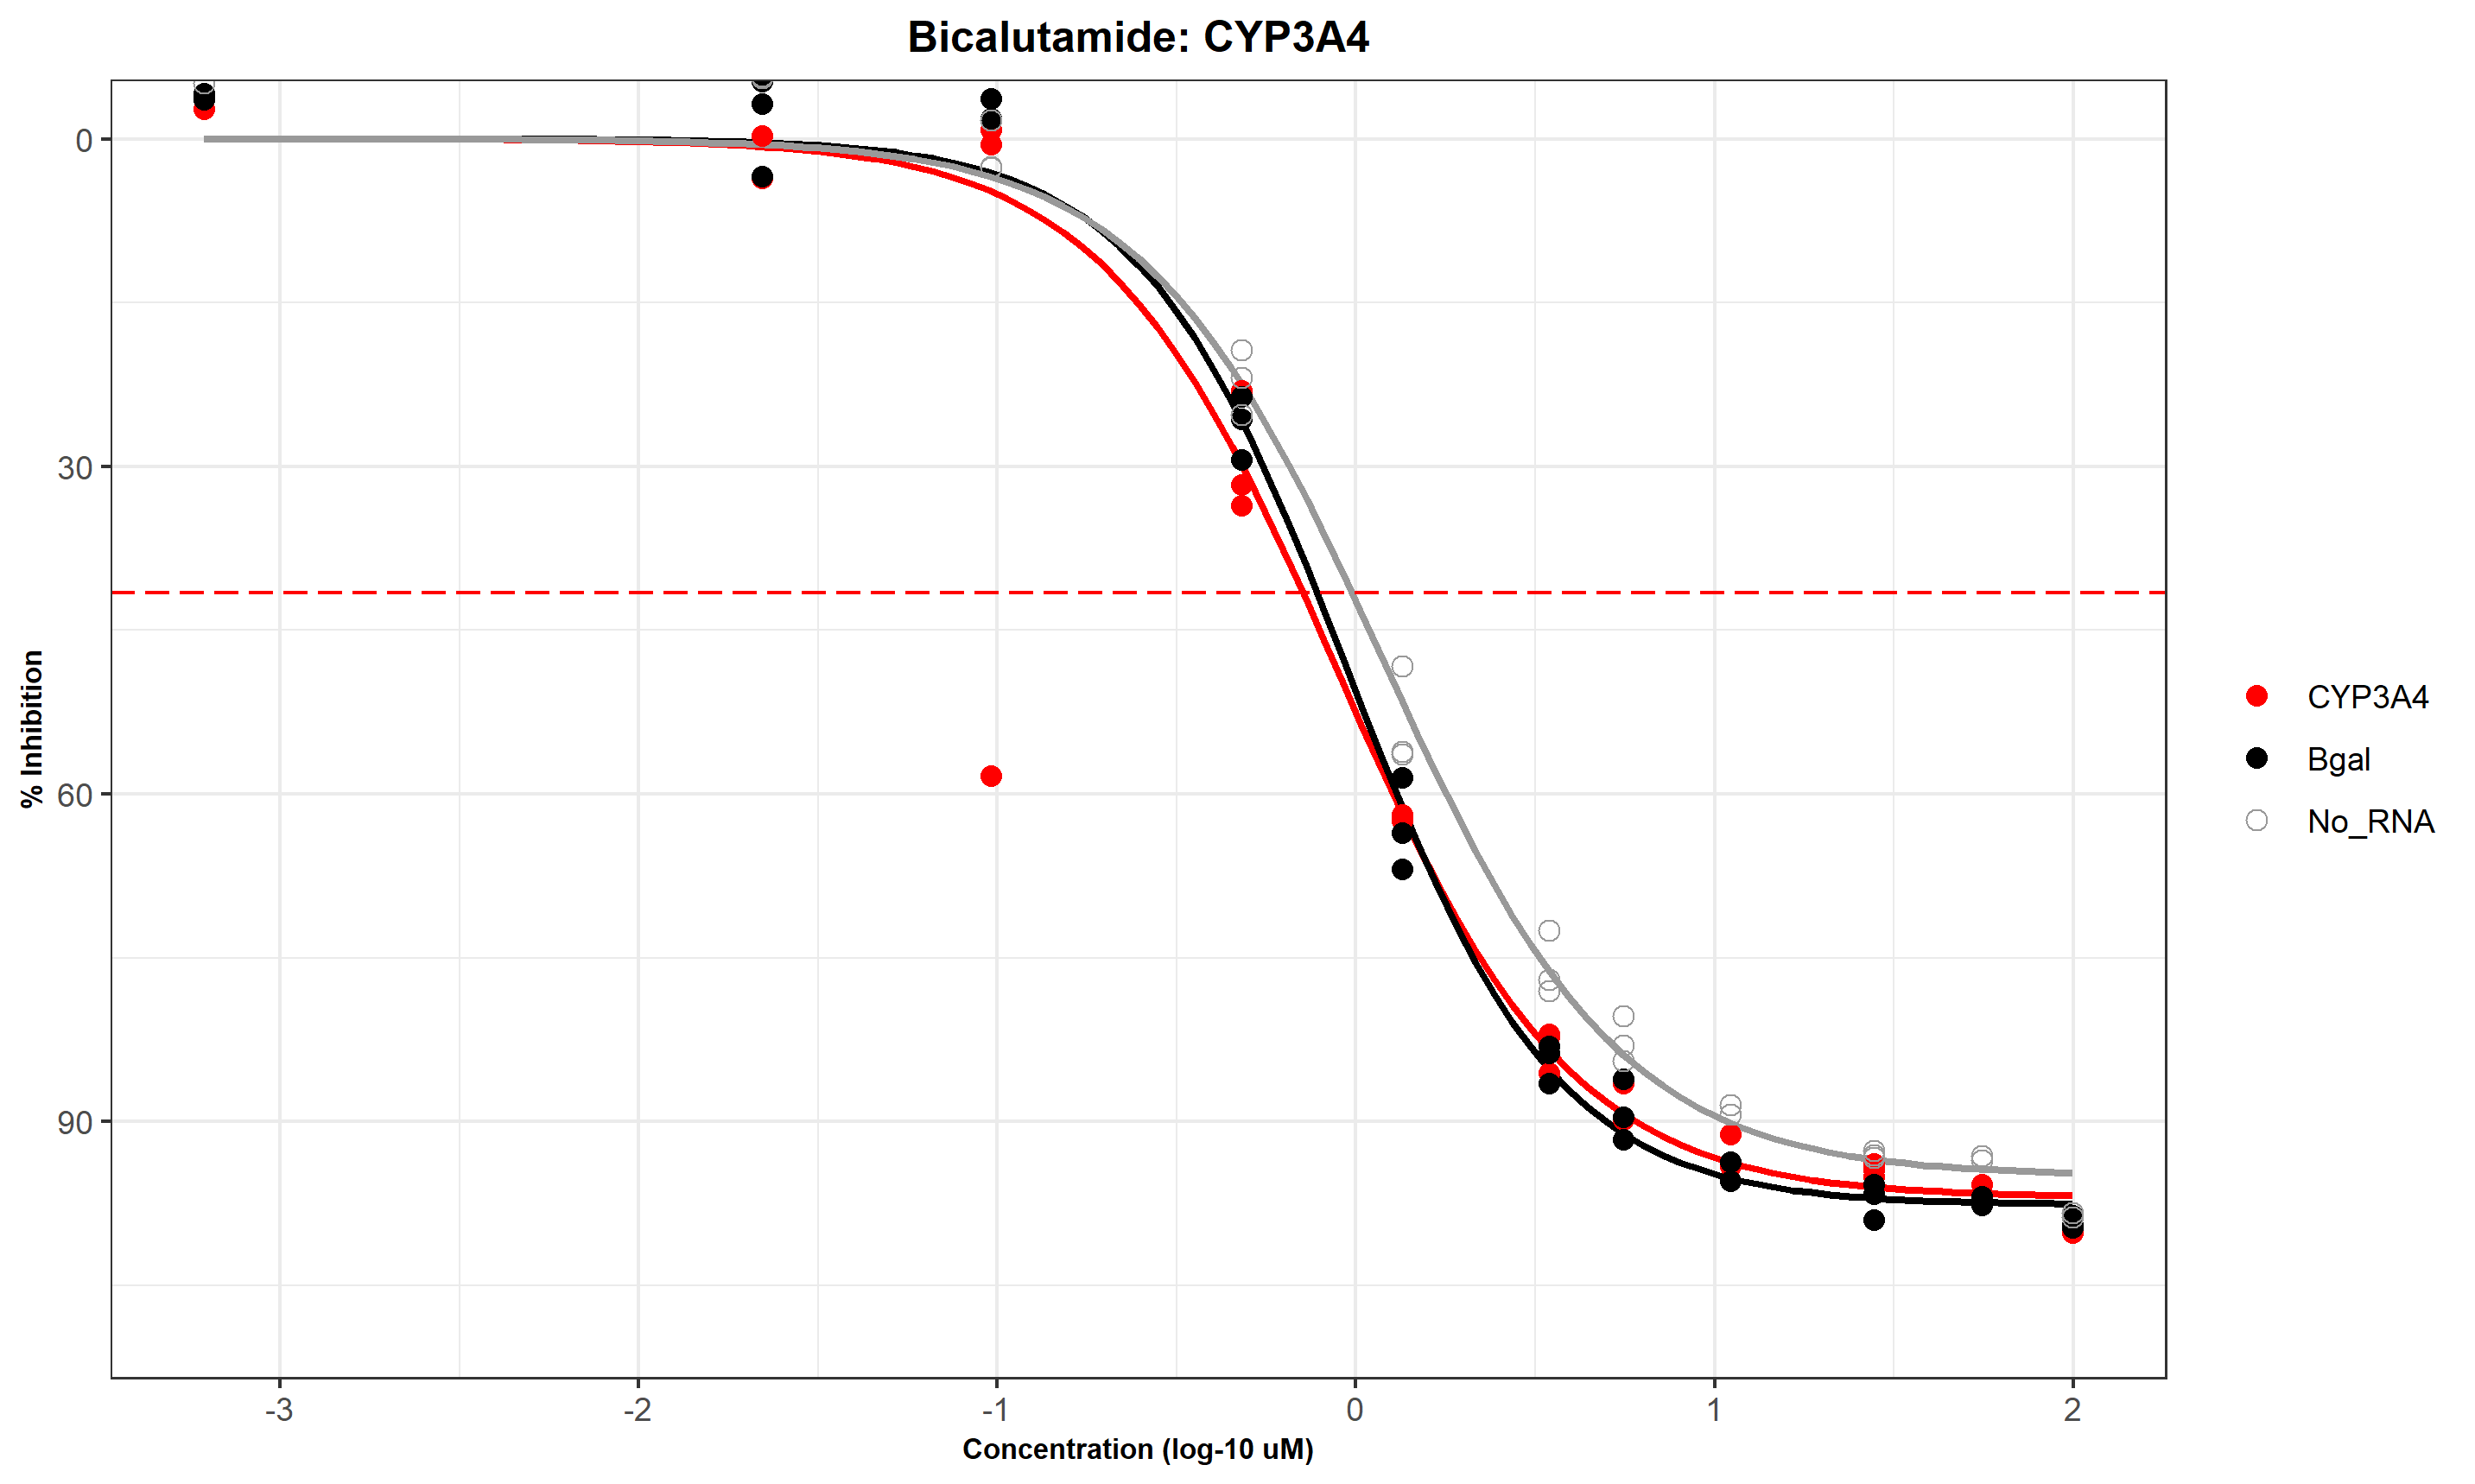 Bicalutamide: CYP3A4
% Inhibition
0
30
60
90
-3
-2
-1
0
1
2
Concentration (log-10 uM)
CYP3A4
Bgal
No_RNA